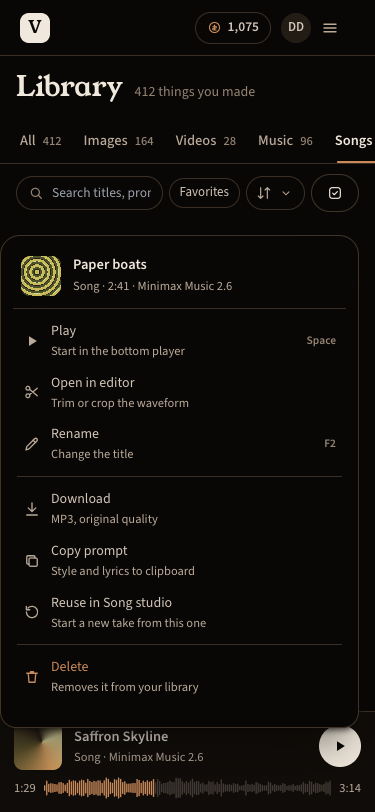 V 1,075 DD
Library 412 things you made
All 412 Images 164 Videos 28 Music 96 Songs
Search titles, pror Favorites
Paper boats
Song · 2:41 · Minimax Music 2.6
Play
Start in the bottom player
Space
Open in editor
Trim or crop the waveform
Rename
Change the title
F2
Download
MP3, original quality
Copy prompt
Style and lyrics to clipboard
Reuse in Song studio
Start a new take from this one
Delete
Removes it from your library
Saffron Skyline
Song · Minimax Music 2.6
1:29 3:14